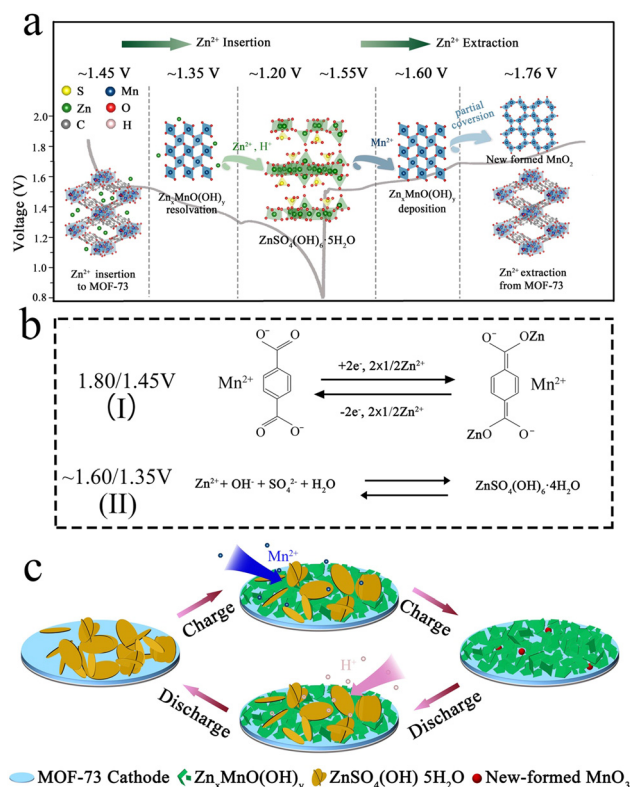 a
Zn²⁺ Insertion
Zn²⁺ Extraction
~1.45 V
~1.35 V
~1.20 V
~1.55V
~1.60 V
~1.76 V
S
Mn
Zn
O
C
H
Voltage (V)
2.0
1.8
1.6
1.4
1.2
1.0
0.8
Zn²⁺ insertion
to MOF-73
ZnₓMnO(OH)ᵧ
resolvation
Zn²⁺, H⁺
ZnSO₄(OH)₆·5H₂O
Mn²⁺
ZnₓMnO(OH)ᵧ
deposition
partial
coversion
New formed MnO₂
Zn²⁺ extraction
from MOF-73
b
1.80/1.45V
(I)
Mn²⁺
O⁻
O
O
O⁻
+2e⁻, 2x1/2Zn²⁺
-2e⁻, 2x1/2Zn²⁺
O⁻
OZn
ZnO
O⁻
Mn²⁺
~1.60/1.35V
(II)
Zn²⁺ + OH⁻ + SO₄²⁻ + H₂O
ZnSO₄(OH)₆·4H₂O
c
Mn²⁺
Charge
Charge
H⁺
Discharge
Discharge
MOF-73 Cathode
ZnₓMnO(OH)ᵧ
ZnSO₄(OH) 5H₂O
New-formed MnO₃